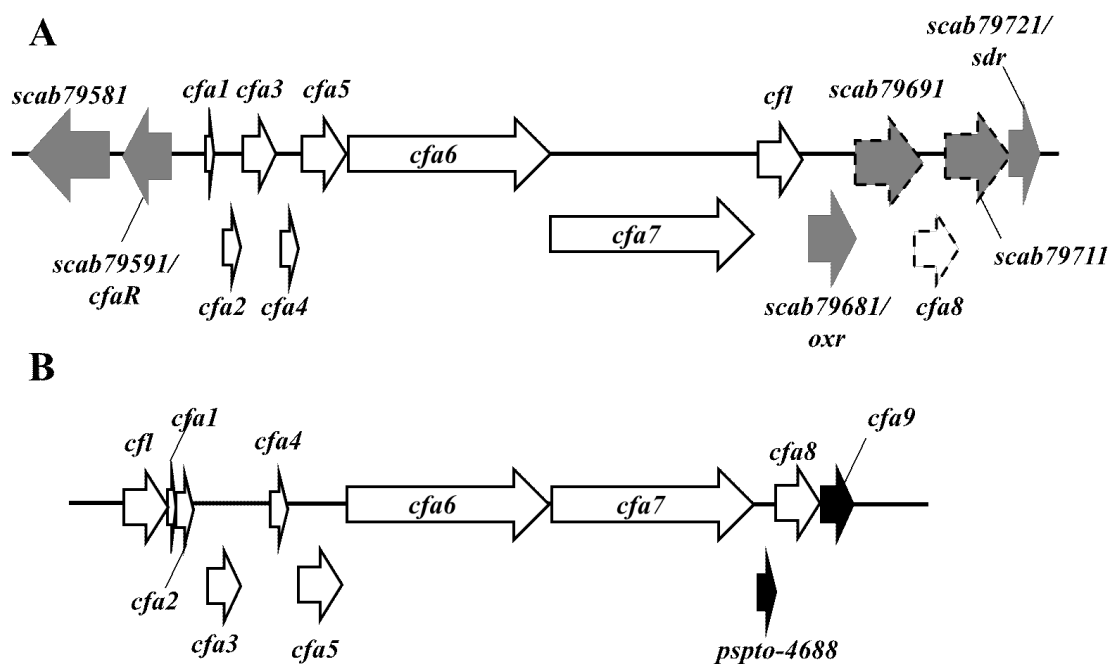 A
scab79721/
sdr
scab79581
cfa1
cfa3
cfa5
cfl
scab79691
cfa6
cfa7
scab79591/
cfaR
cfa2
cfa4
scab79681/
oxr
cfa8
scab79711
B
cfl
cfa1
cfa4
cfa8
cfa9
cfa6
cfa7
cfa2
cfa3
cfa5
pspto-4688